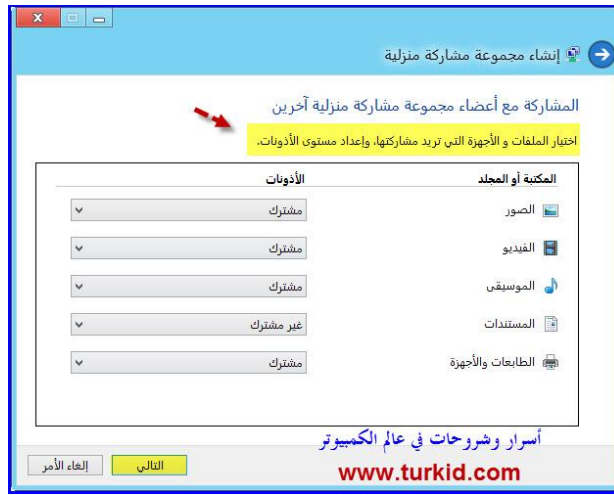 إنشاء مجموعة مشاركة منزلية
المشاركة مع أعضاء مجموعة مشاركة منزلية آخرين
اختيار الملفات و الأجهزة التي تريد مشاركتها، وإعداد مستوى الأذونات.
المكتبة أو المجلد الأذونات
الصور مشترك
الفيديو مشترك
الموسيقى مشترك
المستندات غير مشترك
الطابعات والأجهزة مشترك
أسرار وشروحات في عالم الكمبيوتر
www.turkid.com
التالي إلغاء الأمر